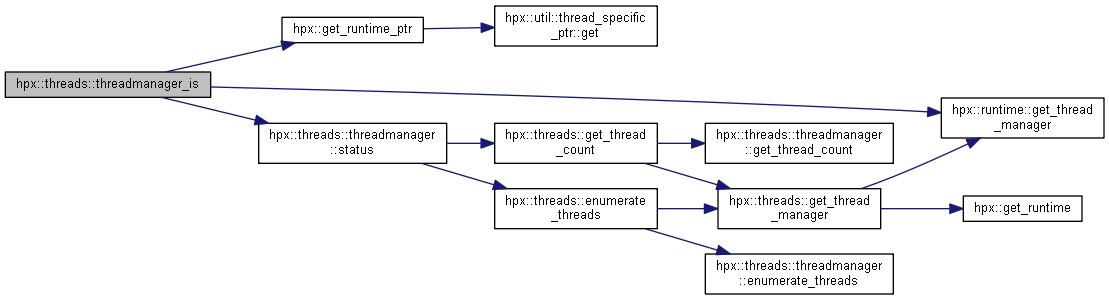 hpx::threads::threadmanager_is
hpx::get_runtime_ptr
hpx::util::thread_specific
_ptr::get
hpx::threads::threadmanager
::status
hpx::threads::get_thread
_count
hpx::threads::enumerate
_threads
hpx::threads::threadmanager
::get_thread_count
hpx::threads::get_thread
_manager
hpx::threads::threadmanager
::enumerate_threads
hpx::runtime::get_thread
_manager
hpx::get_runtime